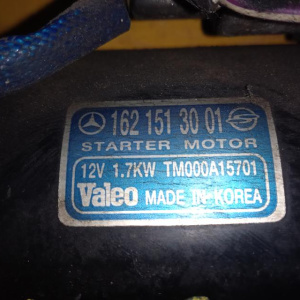 162 151 30 01
STARTER MOTOR
12V 1.7KW TM000A15701
Valeo MADE IN KOREA